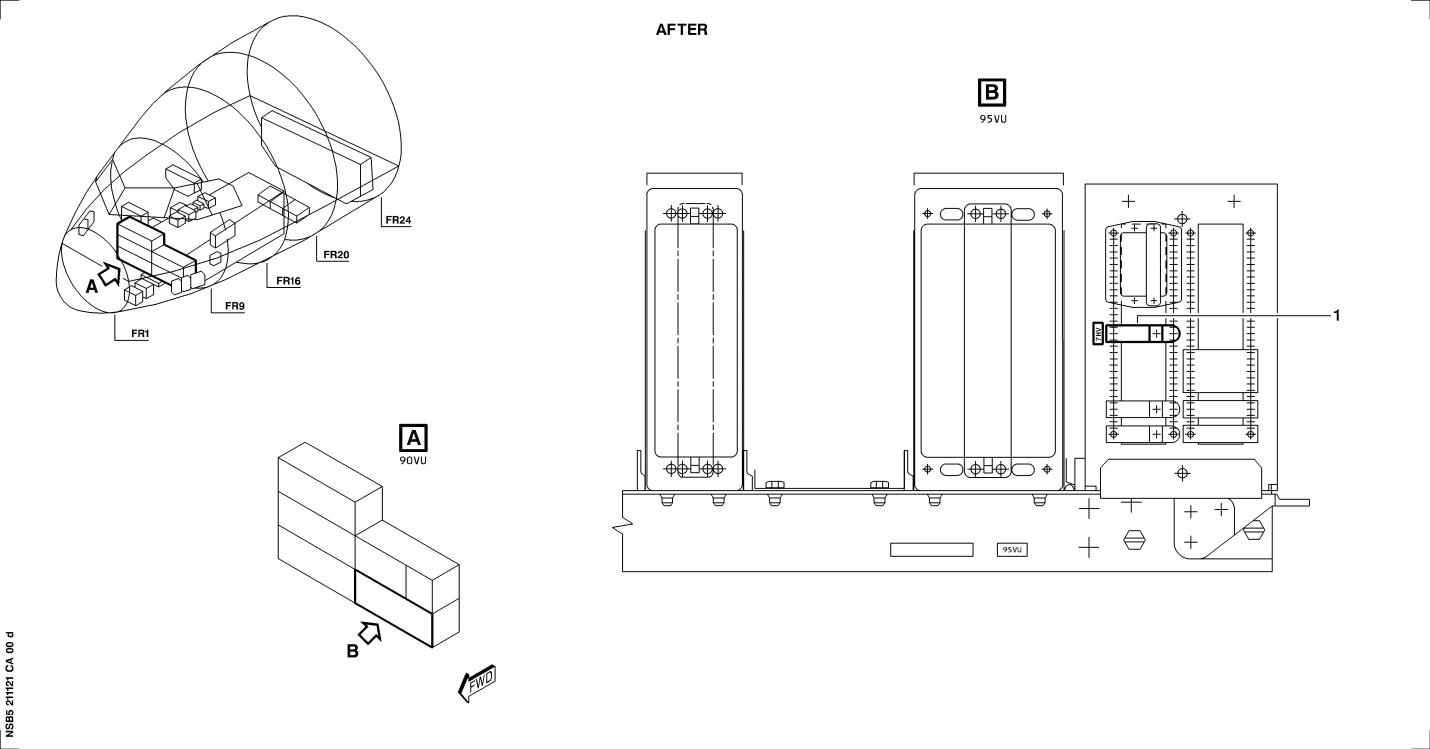 AFTER
B
95VU
FR24
FR20
FR16
FR9
FR1
A
1
A
90VU
B
FWD
95VU
NSB5 211121 CA 00 d